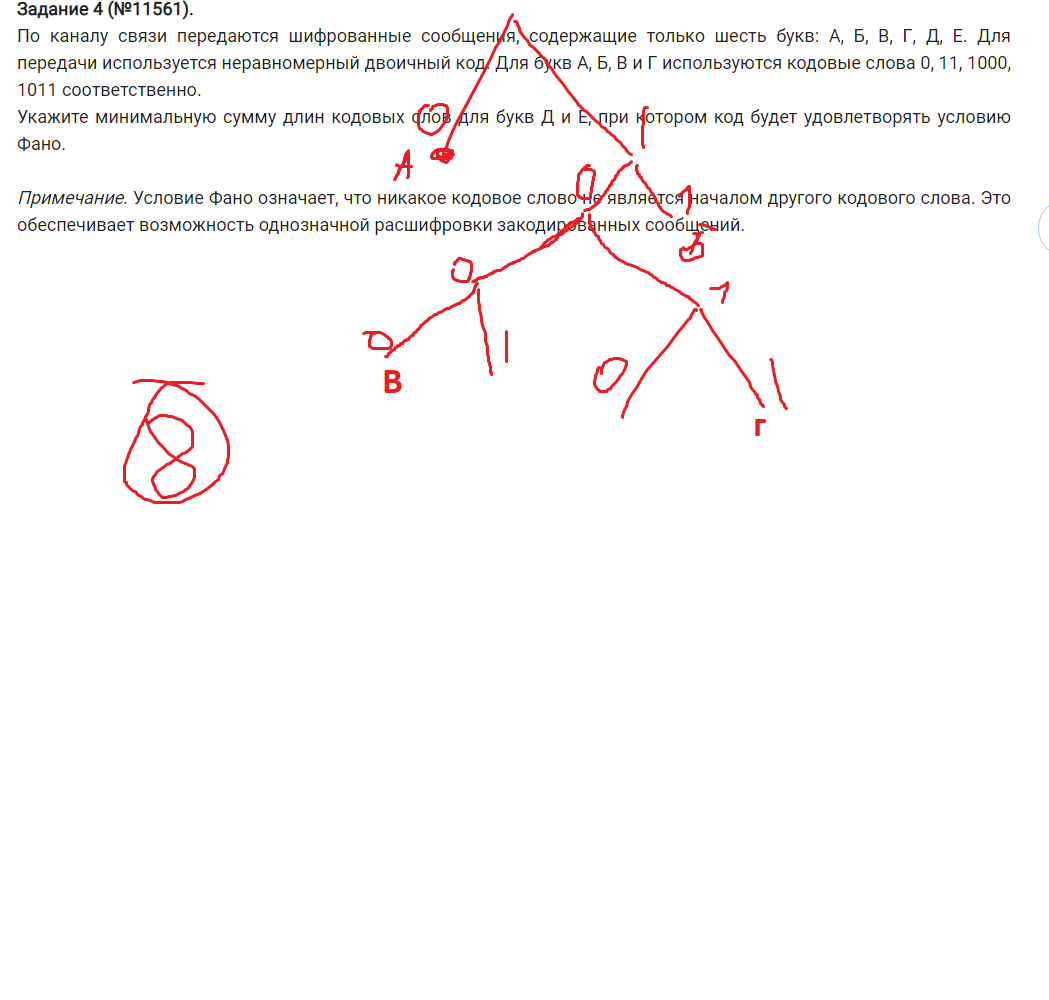 Задание 4 (№11561).
По каналу связи передаются шифрованные сообщения, содержащие только шесть букв: А, Б, В, Г, Д, Е. Для
передачи используется неравномерный двоичный код. Для букв А, Б, В и Г используются кодовые слова 0, 11, 1000,
1011 соответственно.
Укажите минимальную сумму длин кодовых слов для букв Д и Е, при котором код будет удовлетворять условию
Фано.
Примечание. Условие Фано означает, что никакое кодовое слово не является началом другого кодового слова. Это
обеспечивает возможность однозначной расшифровки закодированных сообщений.
0 1
А
0 1
Б
0 1
0 1 0 1
В
Г
8